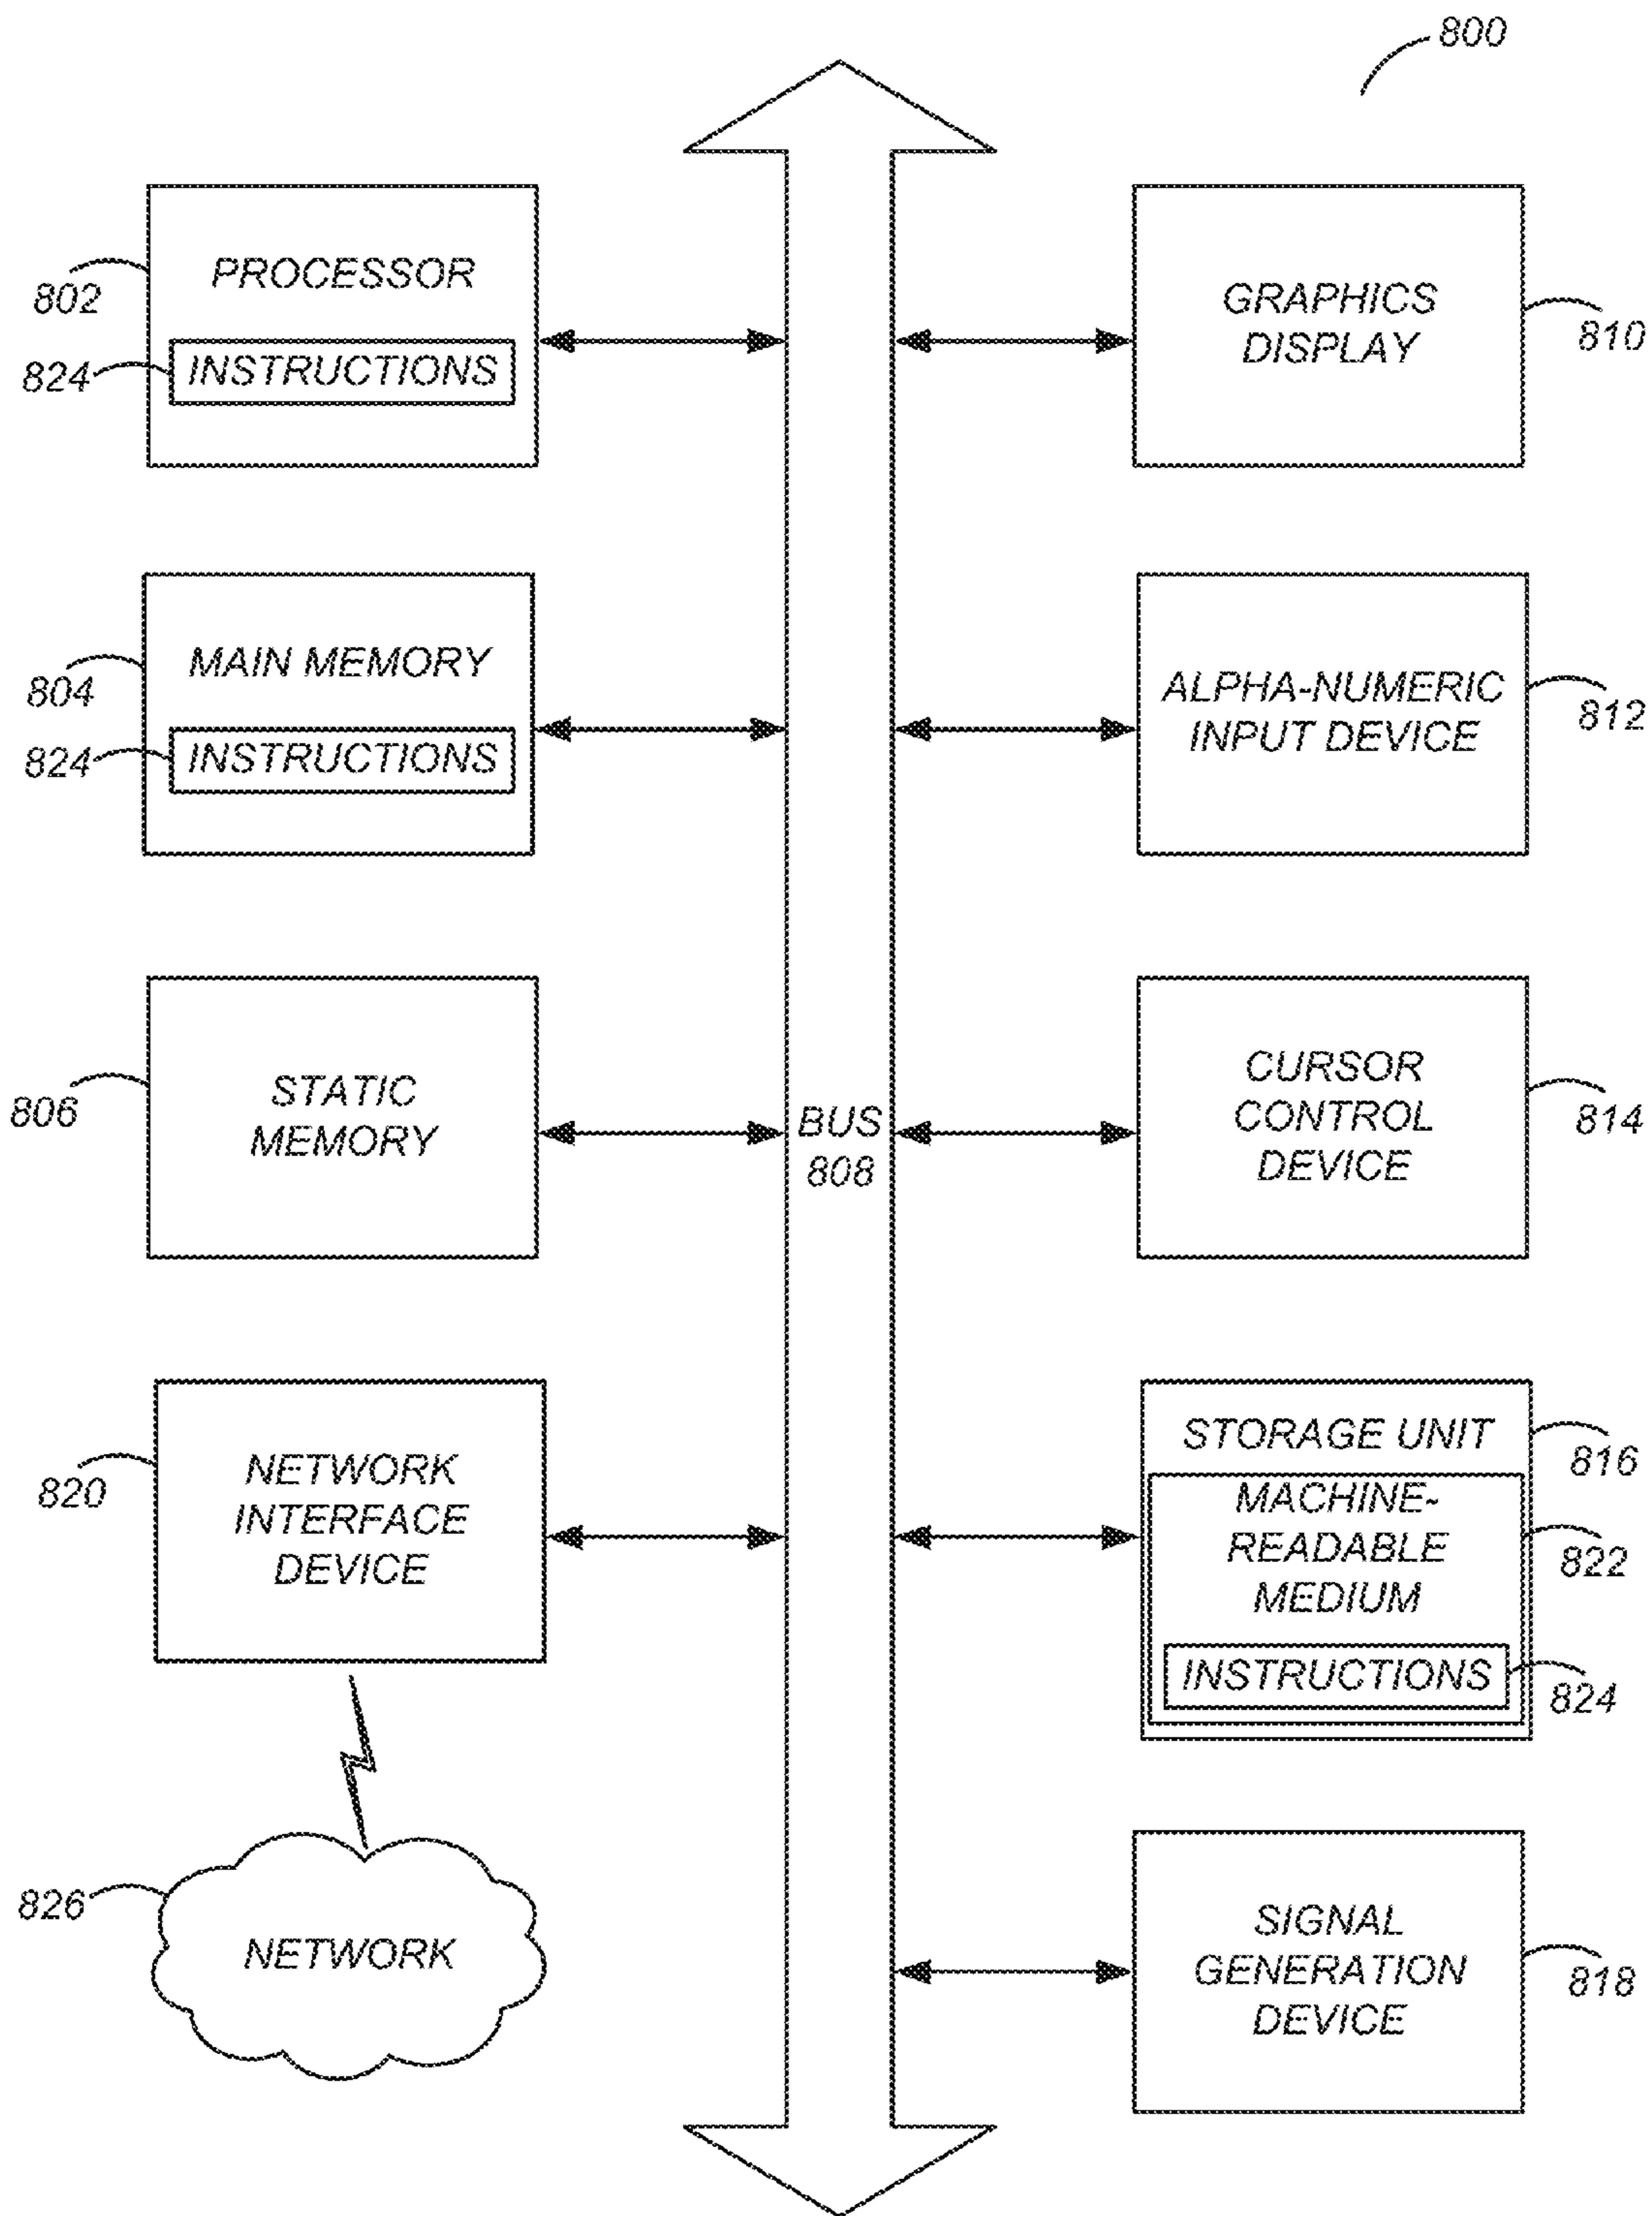 800
PROCESSOR
802
824
INSTRUCTIONS
GRAPHICS
DISPLAY
810
MAIN MEMORY
804
824
INSTRUCTIONS
ALPHA-NUMERIC
INPUT DEVICE
812
STATIC
MEMORY
806
BUS
808
CURSOR
CONTROL
DEVICE
814
NETWORK
INTERFACE
DEVICE
820
STORAGE UNIT
816
MACHINE-
READABLE
MEDIUM
822
INSTRUCTIONS
824
826
NETWORK
SIGNAL
GENERATION
DEVICE
818